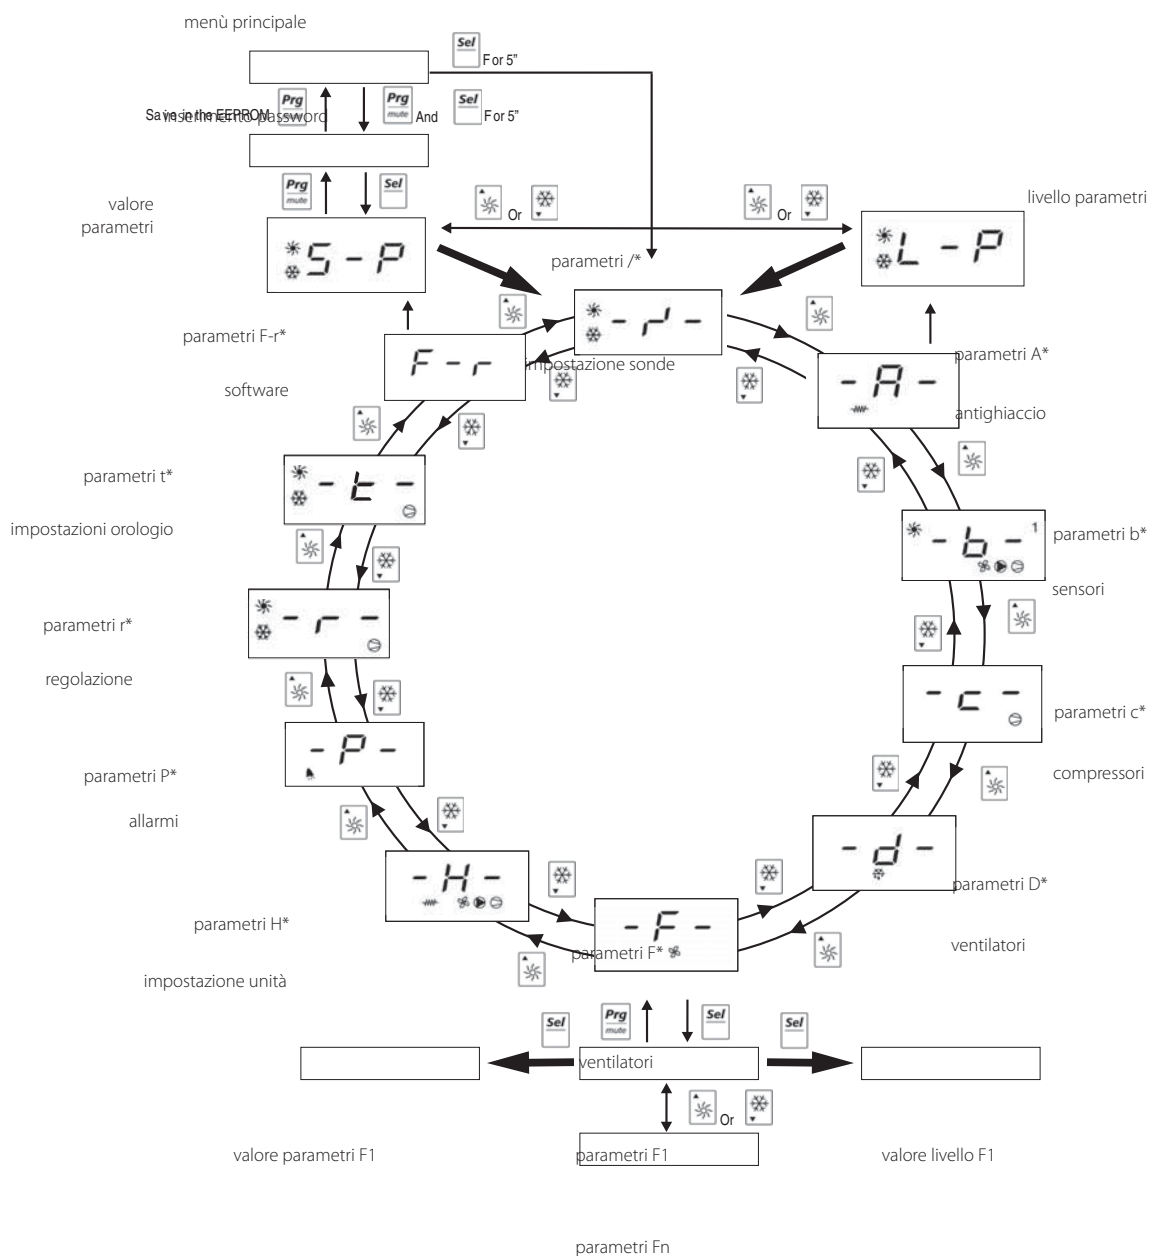 menù principale
Sel
For 5”
Save in the EEPROM
Prg
mute
Prg
mute
And
Sel
For 5”
inserimento password
Prg
mute
Sel
valore
parametri
Or
Or
livello parametri
S - P
L - P
parametri /*
- / -
parametri F-r*
F - r
impostazione sonde
software
parametri A*
- A -
antighiaccio
parametri t*
- t -
impostazioni orologio
parametri b*
- b - 1
sensori
parametri r*
- r -
regolazione
parametri c*
- c -
compressori
parametri P*
- P -
allarmi
- d -
parametri D*
- H -
parametri H*
- F -
parametri F*
ventilatori
impostazione unità
Sel
Prg
mute
Sel
Sel
ventilatori
Or
valore parametri F1
parametri F1
valore livello F1
parametri Fn